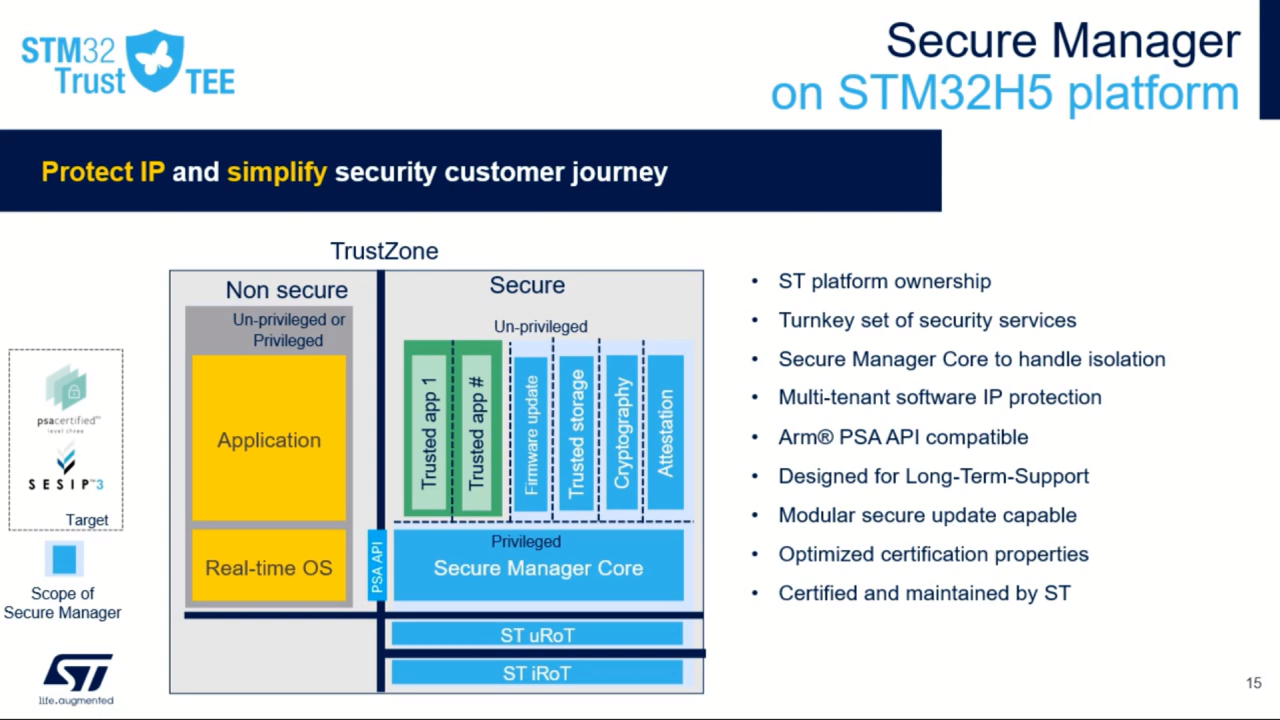 STM32
Trust
TEE
Secure Manager
on STM32H5 platform
Protect IP and simplify security customer journey
TrustZone
Non secure
Un-privileged or
Privileged
Application
Real-time OS
PSA API
Secure
Un-privileged
Trusted app 1
Trusted app #
Firmware update
Trusted storage
Cryptography
Attestation
Privileged
Secure Manager Core
ST uRoT
ST iRoT
psacertified™
level three
SESIP™3
Target
Scope of
Secure Manager
ST
life.augmented
• ST platform ownership
• Turnkey set of security services
• Secure Manager Core to handle isolation
• Multi-tenant software IP protection
• Arm® PSA API compatible
• Designed for Long-Term-Support
• Modular secure update capable
• Optimized certification properties
• Certified and maintained by ST
15